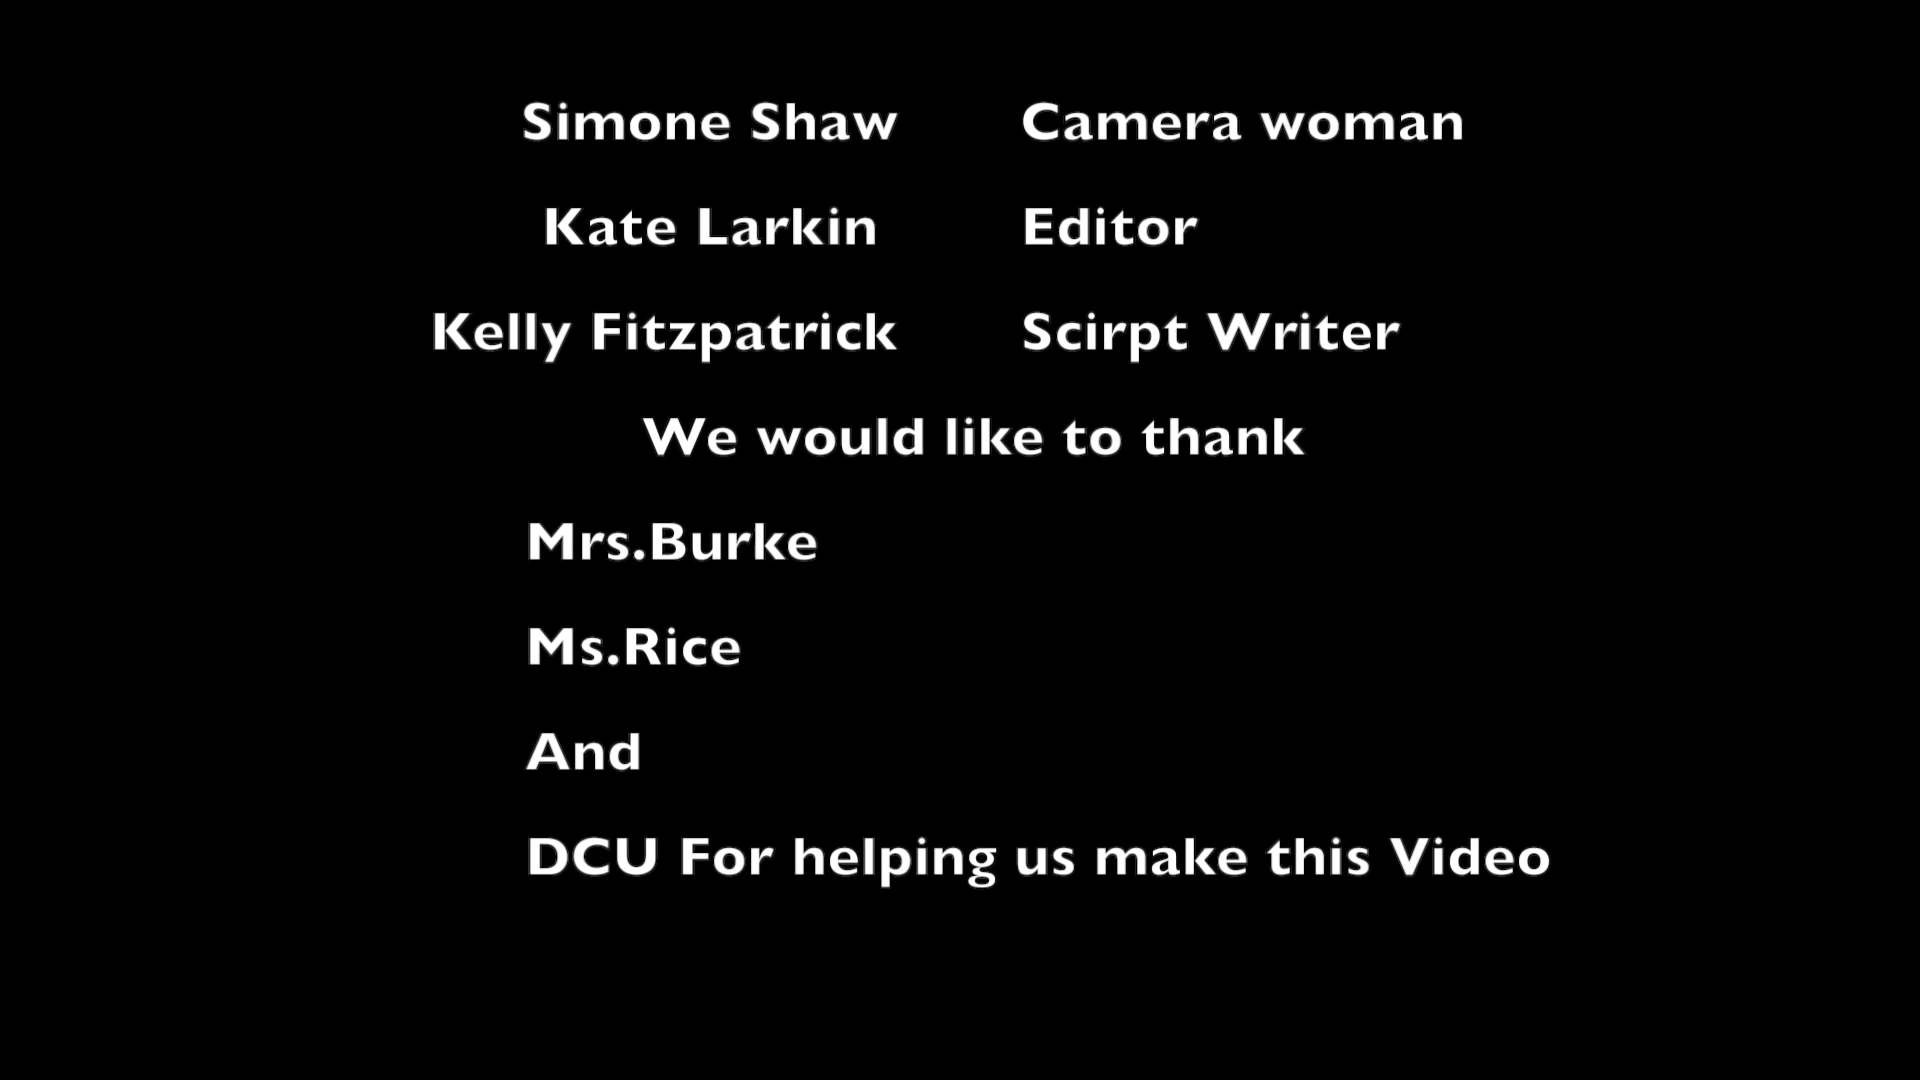 Simone Shaw Camera woman
Kate Larkin Editor
Kelly Fitzpatrick Scirpt Writer
We would like to thank
Mrs.Burke
Ms.Rice
And
DCU For helping us make this Video